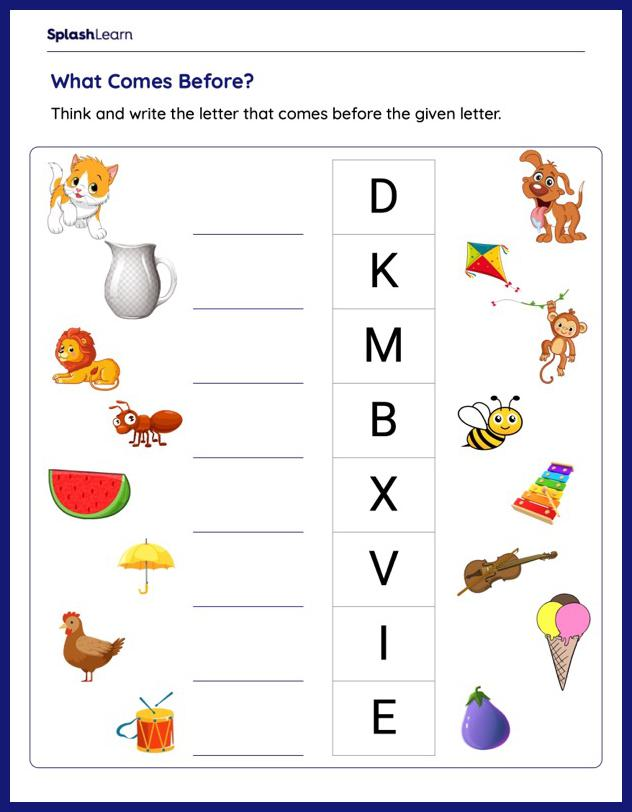 SplashLearn
What Comes Before?
Think and write the letter that comes before the given letter.
D
K
M
B
X
V
I
E